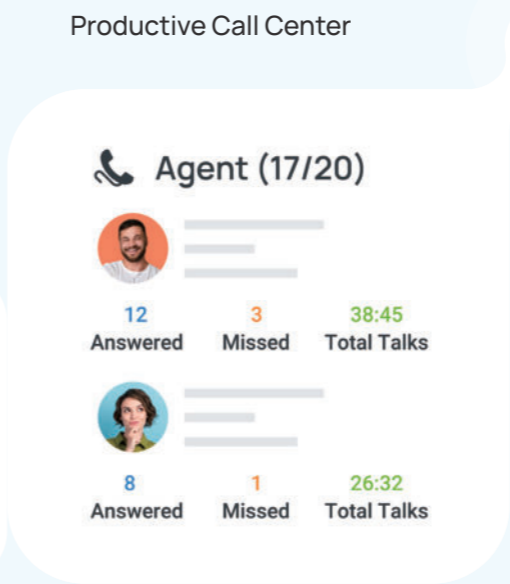 Productive Call Center
Agent (17/20)
12 3 38:45
Answered Missed Total Talks
8 1 26:32
Answered Missed Total Talks